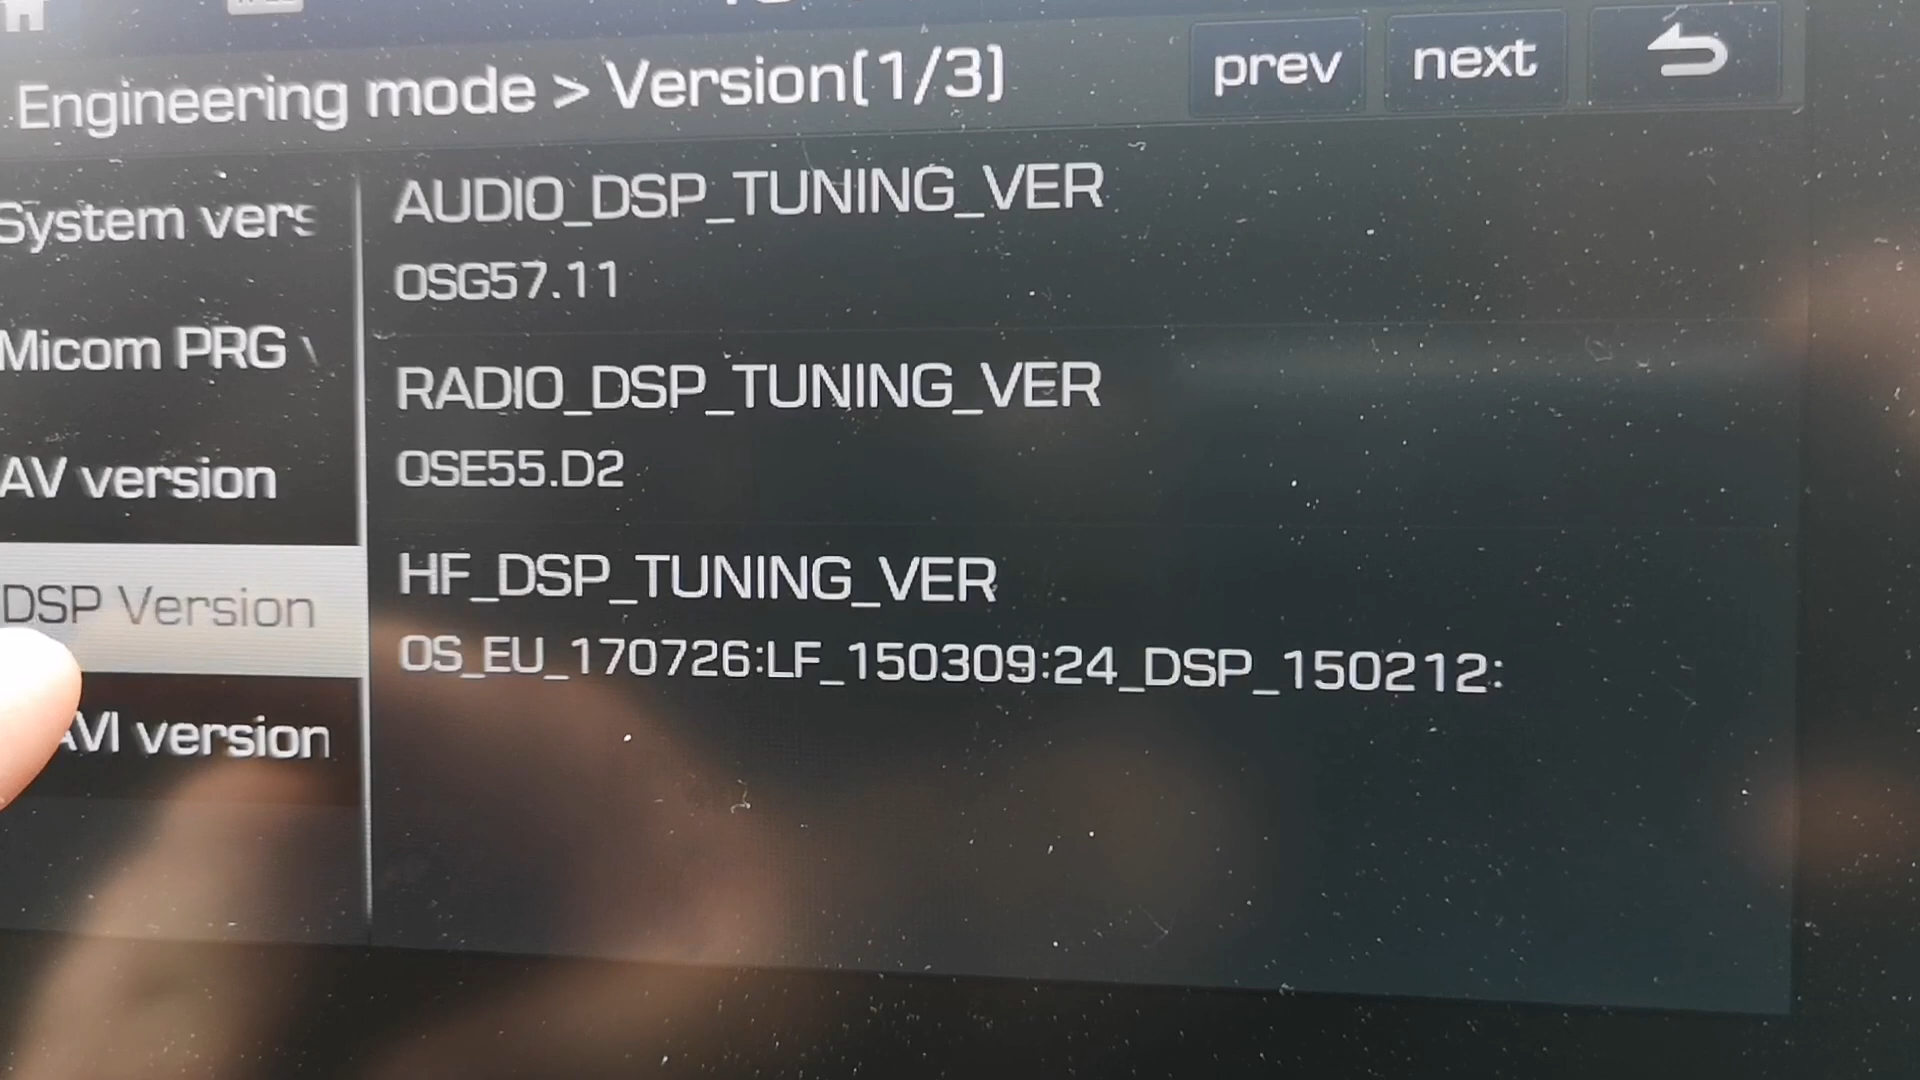 Engineering mode > Version(1/3)
prev
next
System vers
Micom PRG
AV version
DSP Version
AVI version
AUDIO_DSP_TUNING_VER
OSG57.11
RADIO_DSP_TUNING_VER
OSE55.D2
HF_DSP_TUNING_VER
OS_EU_170726:LF_150309:24_DSP_150212: